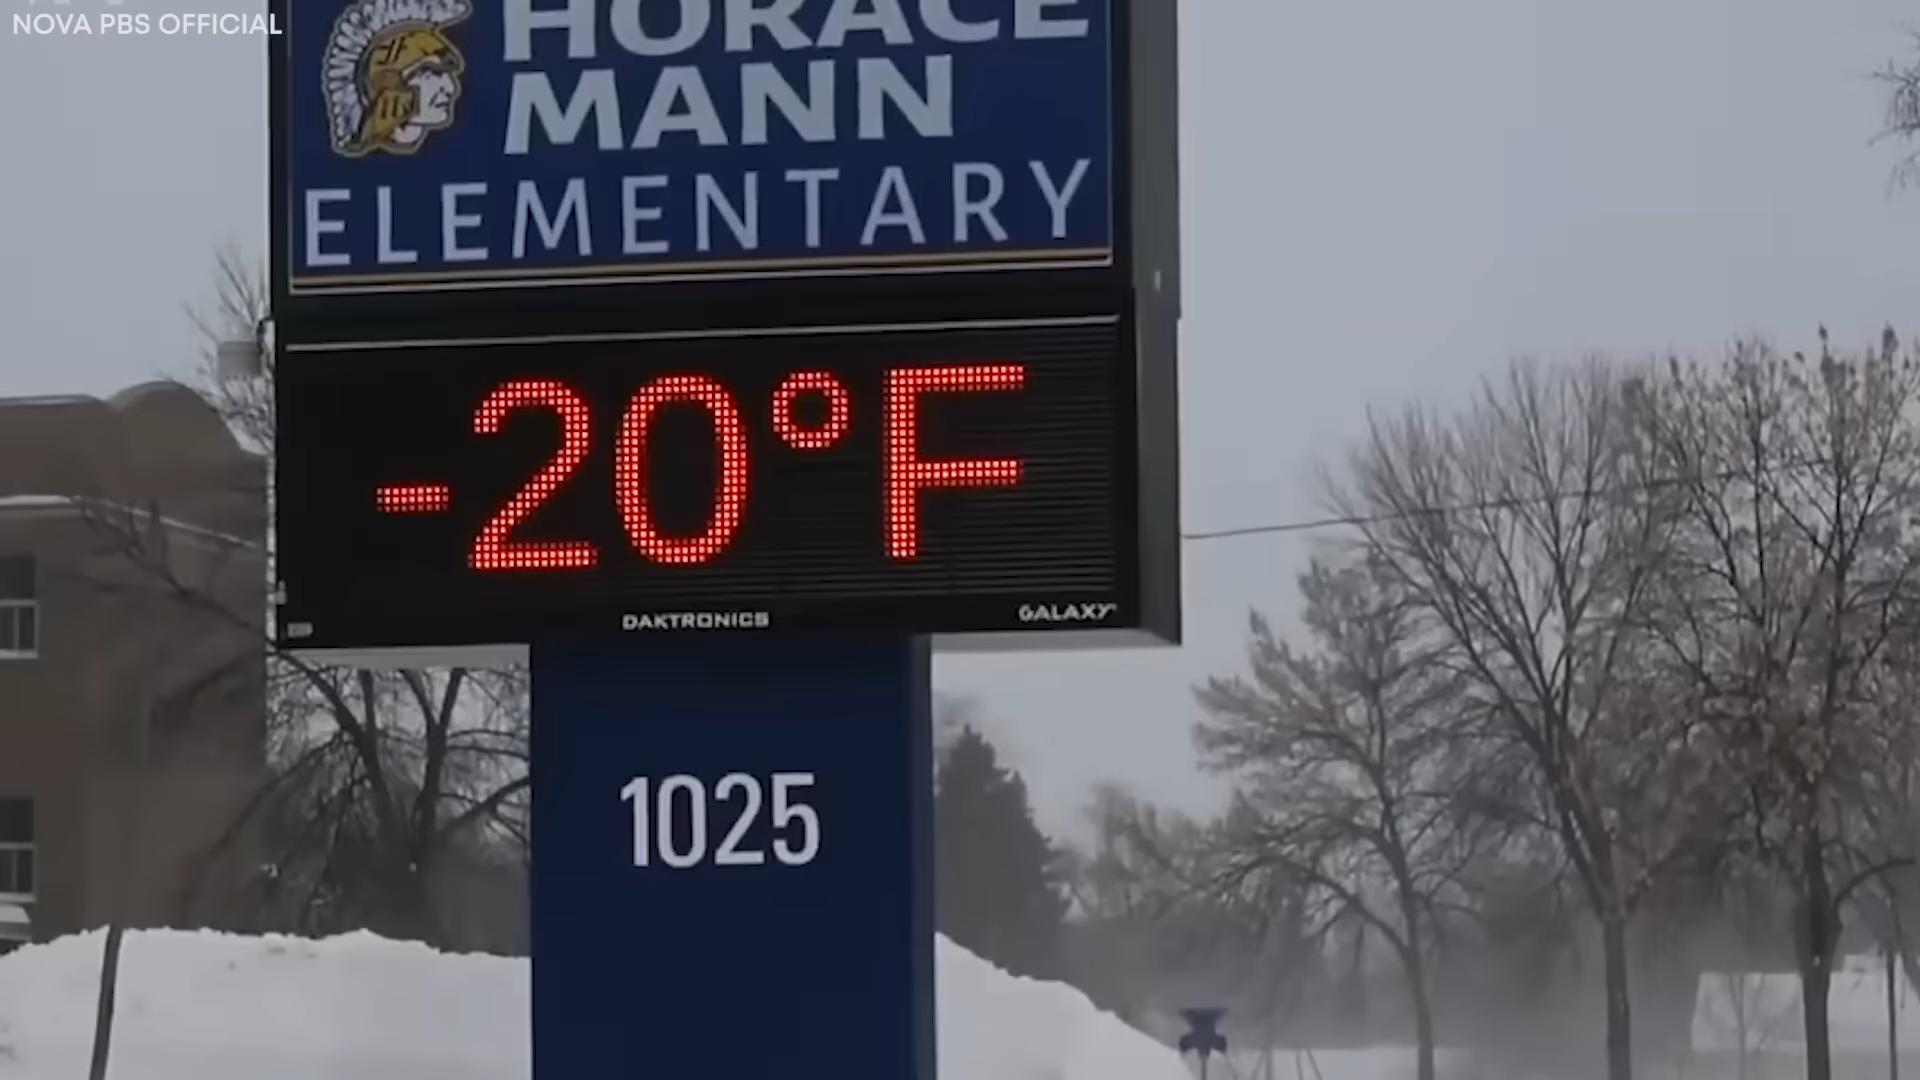 NOVA PBS OFFICIAL
HORACE
MANN
ELEMENTARY
-20°F
DAKTRONICS
GALAXY
1025